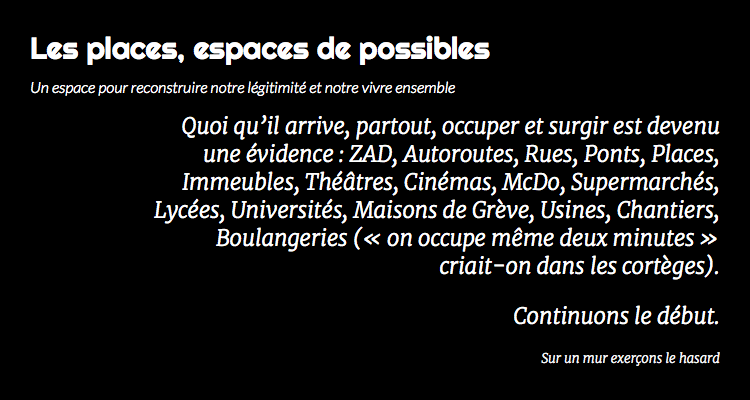 Les places, espaces de possibles
Un espace pour reconstruire notre légitimité et notre vivre ensemble
Quoi qu’il arrive, partout, occuper et surgir est devenu
une évidence : ZAD, Autoroutes, Rues, Ponts, Places,
Immeubles, Théâtres, Cinémas, McDo, Supermarchés,
Lycées, Universités, Maisons de Grève, Usines, Chantiers,
Boulangeries (« on occupe même deux minutes »
criait-on dans les cortèges).
Continuons le début.
Sur un mur exerçons le hasard